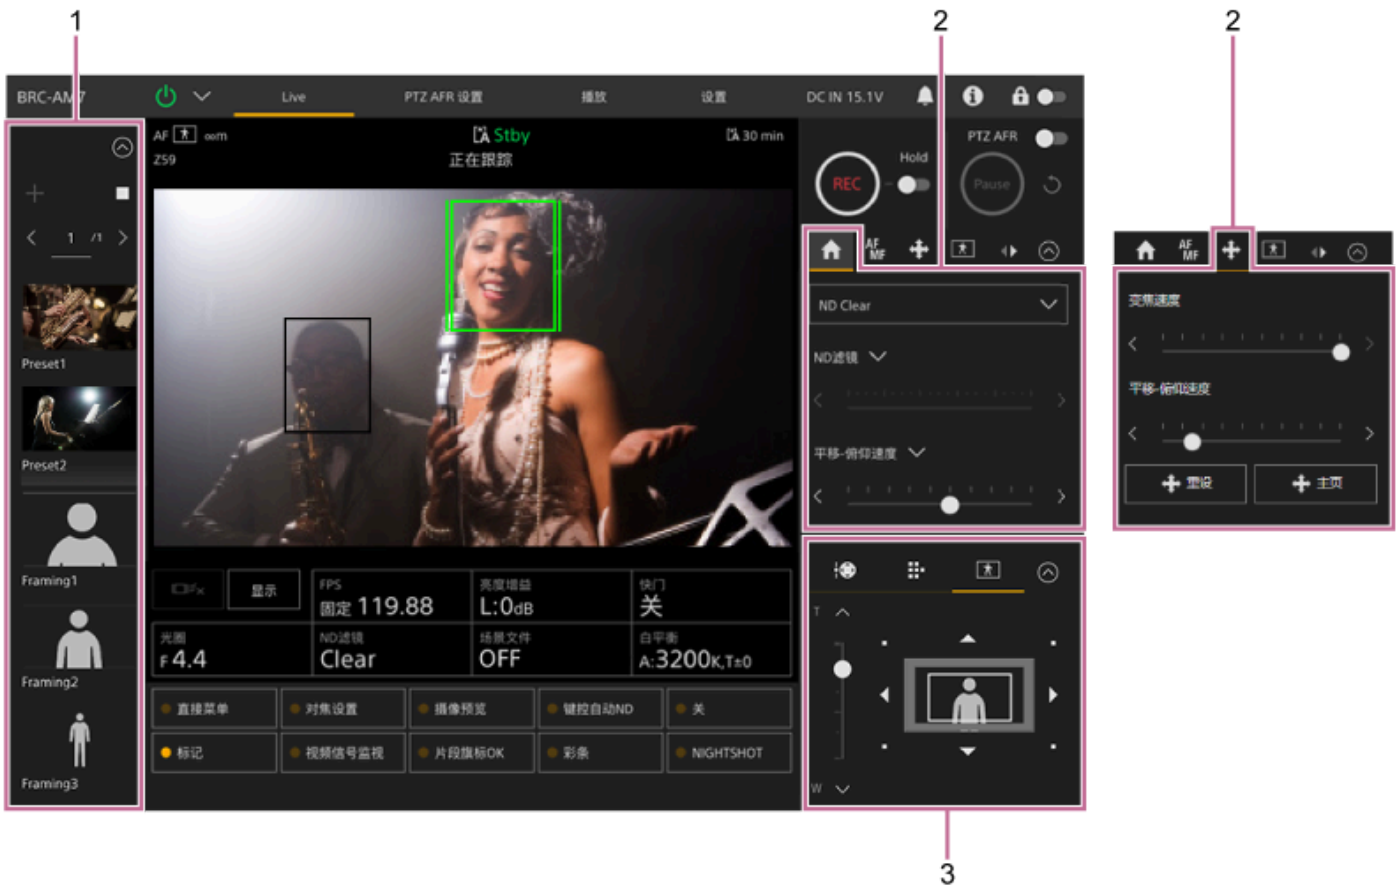 1
2
2
BRC-AM7
Live
PTZ AFR 设置
播放
设置
DC IN 15.1V
AF
∞m
Stby
30 min
Z59
正在跟踪
Hold
REC
PTZ AFR
Pause
1 /1
Preset1
Preset2
Framing1
Framing2
Framing3
AF
MF
ND Clear
ND滤镜
平移-俯仰速度
AF
MF
变焦速度
平移-俯仰速度
重设
主页
显示
FPS
固定 119.88
亮度增益
L:0dB
快门
关
光圈
F 4.4
ND滤镜
Clear
场景文件
OFF
白平衡
A:3200K,T±0
直接菜单
对焦设置
摄像预览
键控自动ND
关
标记
视频信号监视
片段旗标OK
彩条
NIGHTSHOT
T
W
3